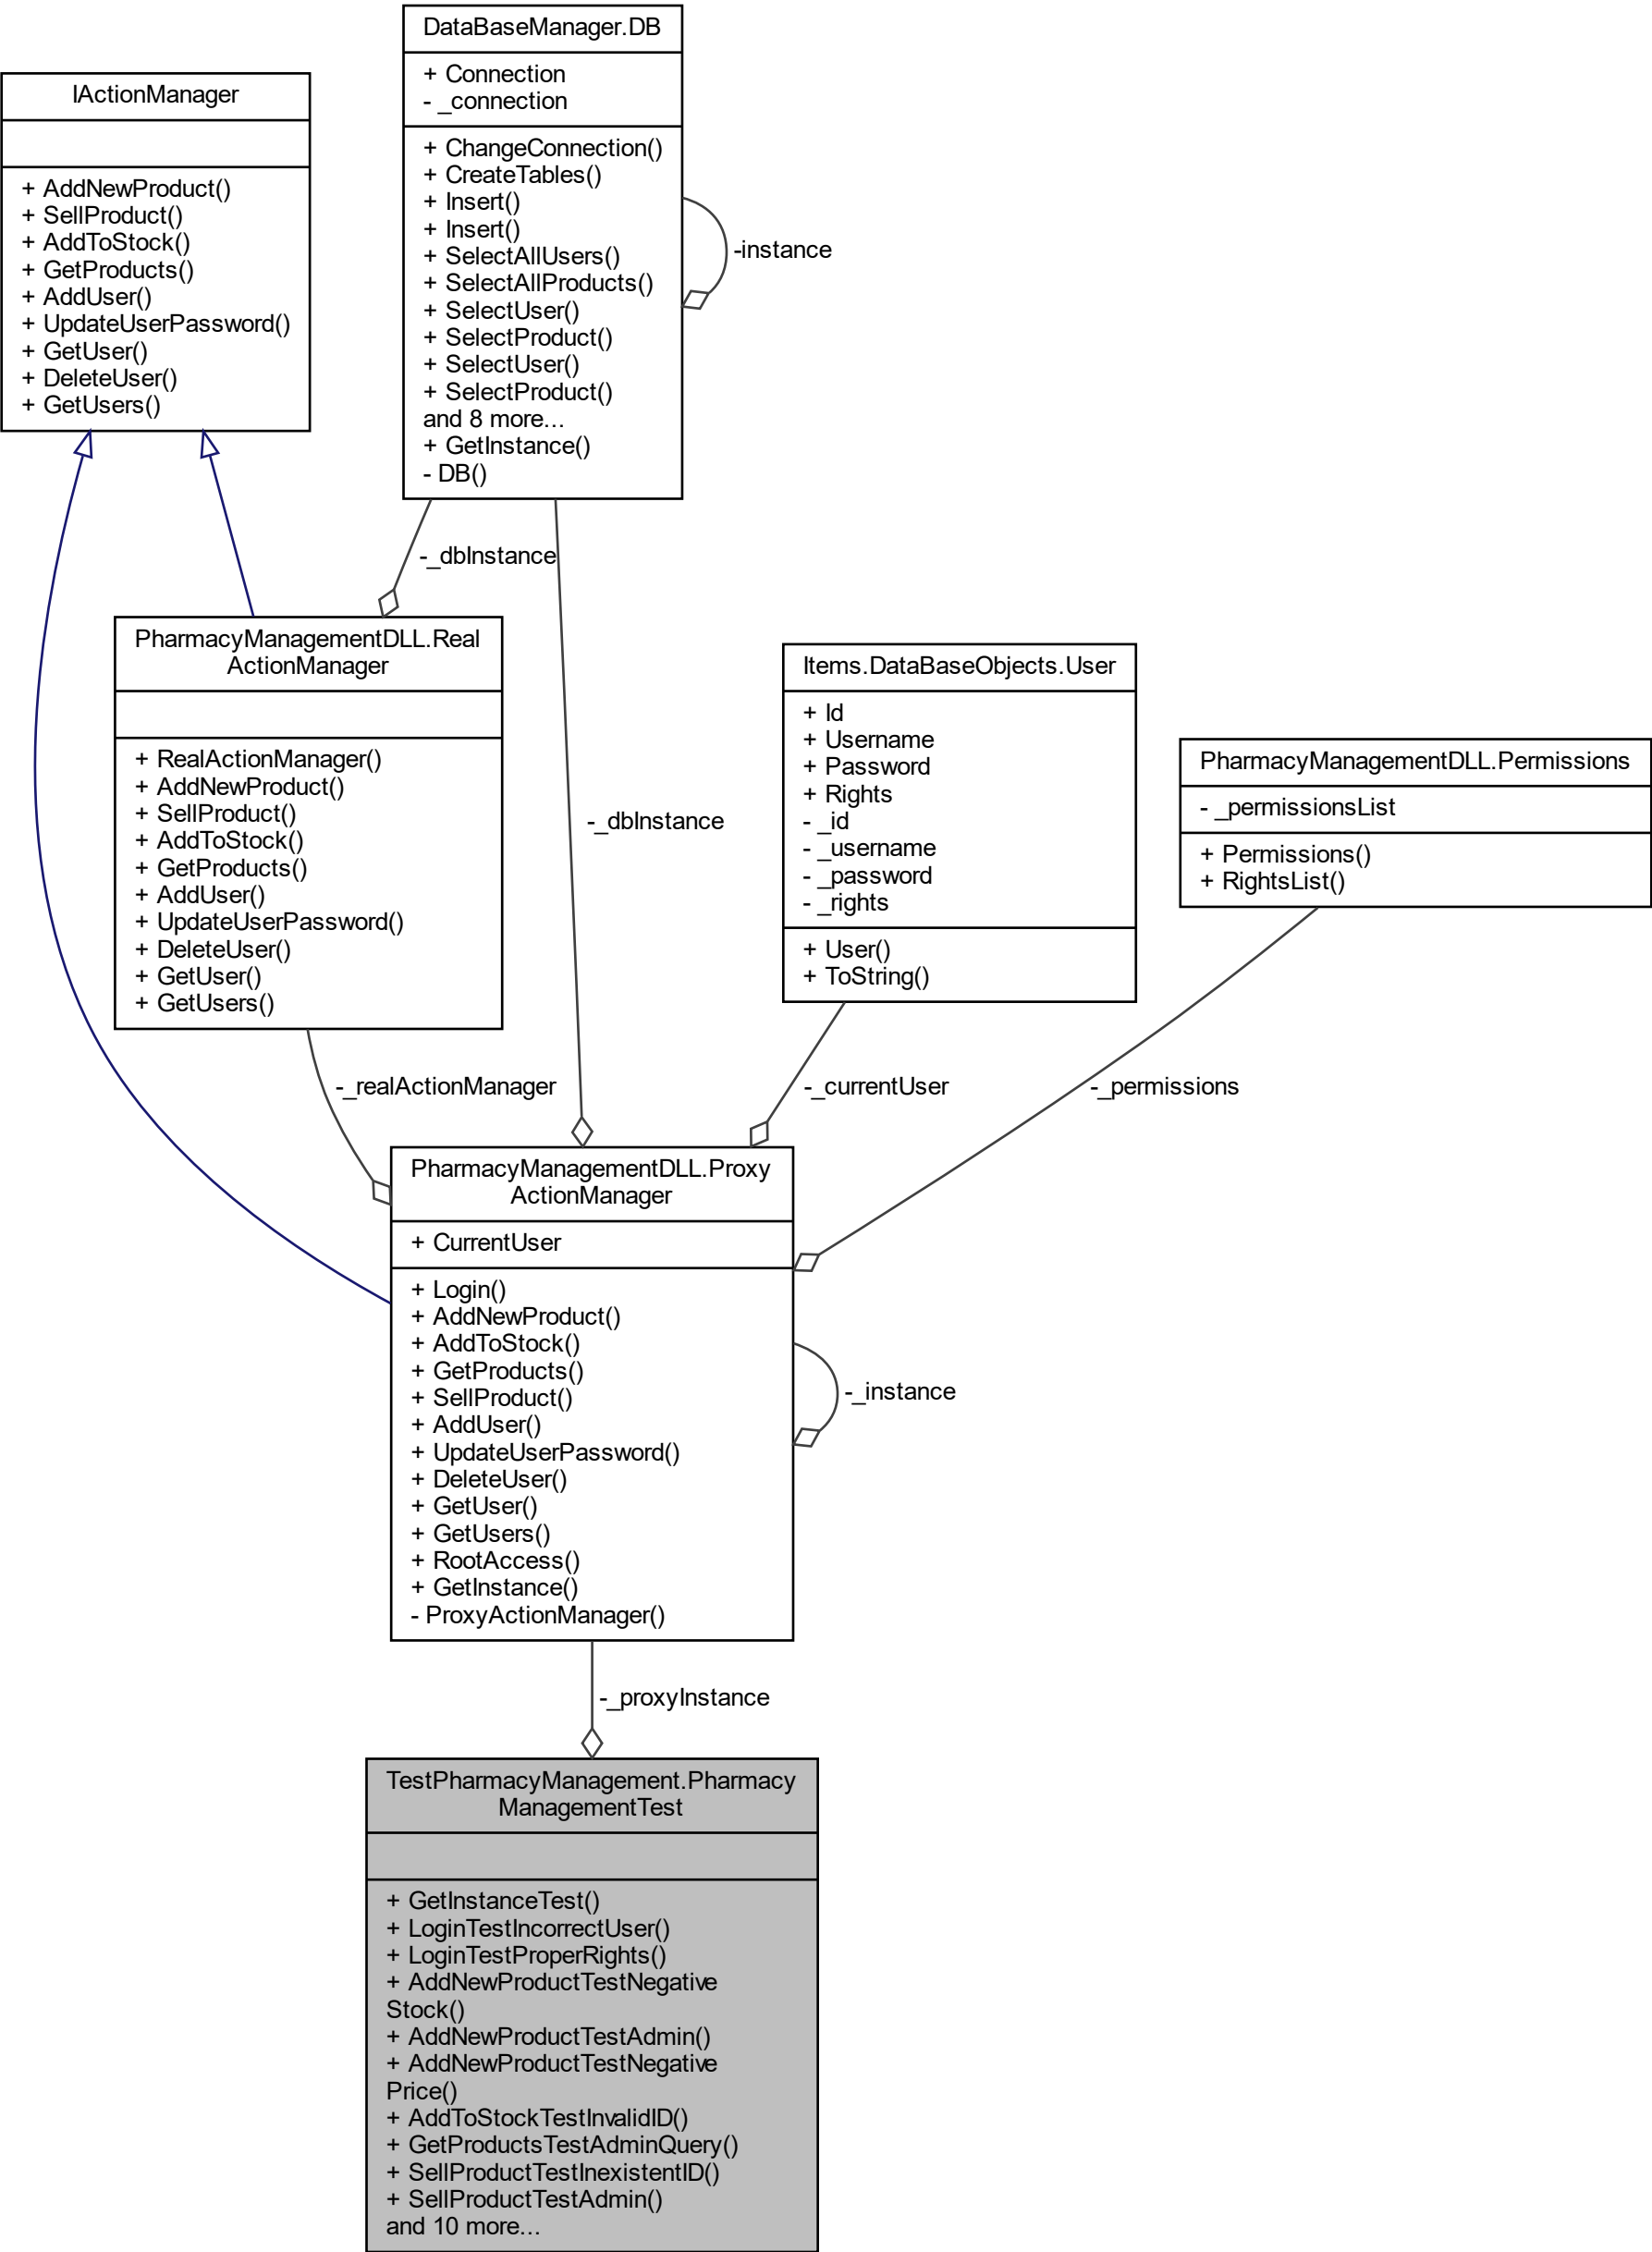 DataBaseManager.DB
+ Connection
- _connection
+ ChangeConnection()
+ CreateTables()
+ Insert()
+ Insert()
+ SelectAllUsers()
+ SelectAllProducts()
+ SelectUser()
+ SelectProduct()
+ SelectUser()
+ SelectProduct()
and 8 more...
+ GetInstance()
- DB()
-instance
IActionManager
+ AddNewProduct()
+ SellProduct()
+ AddToStock()
+ GetProducts()
+ AddUser()
+ UpdateUserPassword()
+ GetUser()
+ DeleteUser()
+ GetUsers()
-_dbInstance
PharmacyManagementDLL.Real
ActionManager
+ RealActionManager()
+ AddNewProduct()
+ SellProduct()
+ AddToStock()
+ GetProducts()
+ AddUser()
+ UpdateUserPassword()
+ DeleteUser()
+ GetUser()
+ GetUsers()
-_dbInstance
Items.DataBaseObjects.User
+ Id
+ Username
+ Password
+ Rights
- _id
- _username
- _password
- _rights
+ User()
+ ToString()
PharmacyManagementDLL.Permissions
- _permissionsList
+ Permissions()
+ RightsList()
-_realActionManager
-_currentUser
-_permissions
PharmacyManagementDLL.Proxy
ActionManager
+ CurrentUser
+ Login()
+ AddNewProduct()
+ AddToStock()
+ GetProducts()
+ SellProduct()
+ AddUser()
+ UpdateUserPassword()
+ DeleteUser()
+ GetUser()
+ GetUsers()
+ RootAccess()
+ GetInstance()
- ProxyActionManager()
-_instance
-_proxyInstance
TestPharmacyManagement.Pharmacy
ManagementTest
+ GetInstanceTest()
+ LoginTestIncorrectUser()
+ LoginTestProperRights()
+ AddNewProductTestNegative
Stock()
+ AddNewProductTestAdmin()
+ AddNewProductTestNegative
Price()
+ AddToStockTestInvalidID()
+ GetProductsTestAdminQuery()
+ SellProductTestInexistentID()
+ SellProductTestAdmin()
and 10 more...